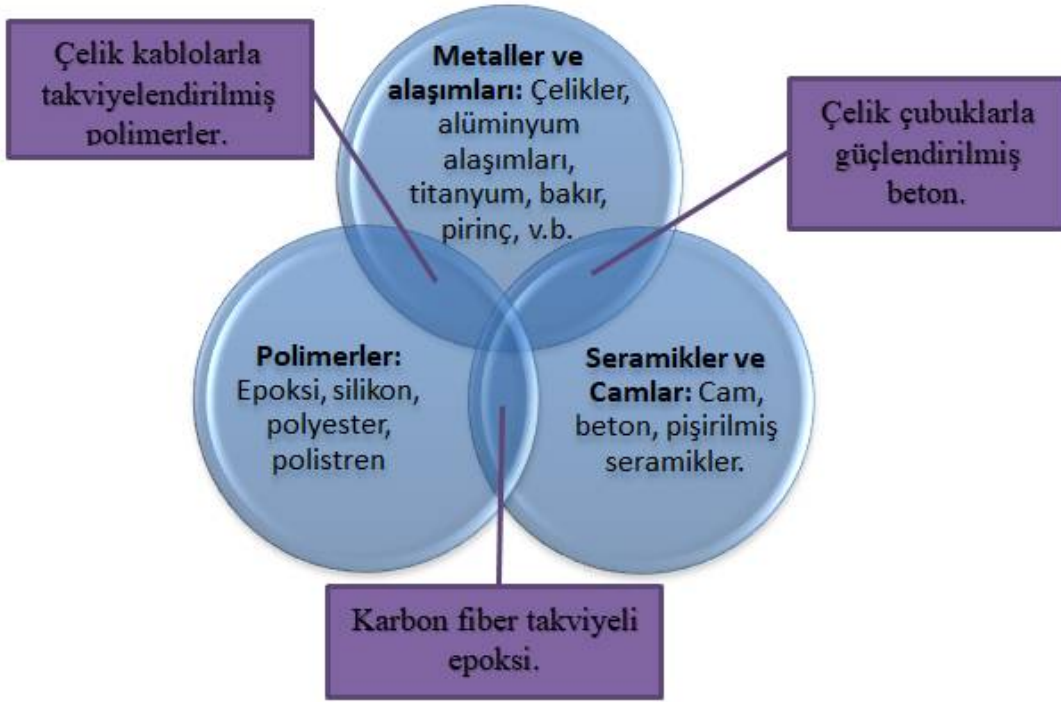 Çelik kablolarla
takviyelendirilmiş
polimerler.
Metaller ve
alaşımları: Çelikler,
alüminyum
alaşımları,
titanyum, bakır,
pirinç, v.b.
Çelik çubuklarla
güçlendirilmiş
beton.
Polimerler:
Epoksi, silikon,
polyester,
polistren
Seramikler ve
Camlar: Cam,
beton, pişirilmiş
seramikler.
Karbon fiber takviyeli
epoksi.